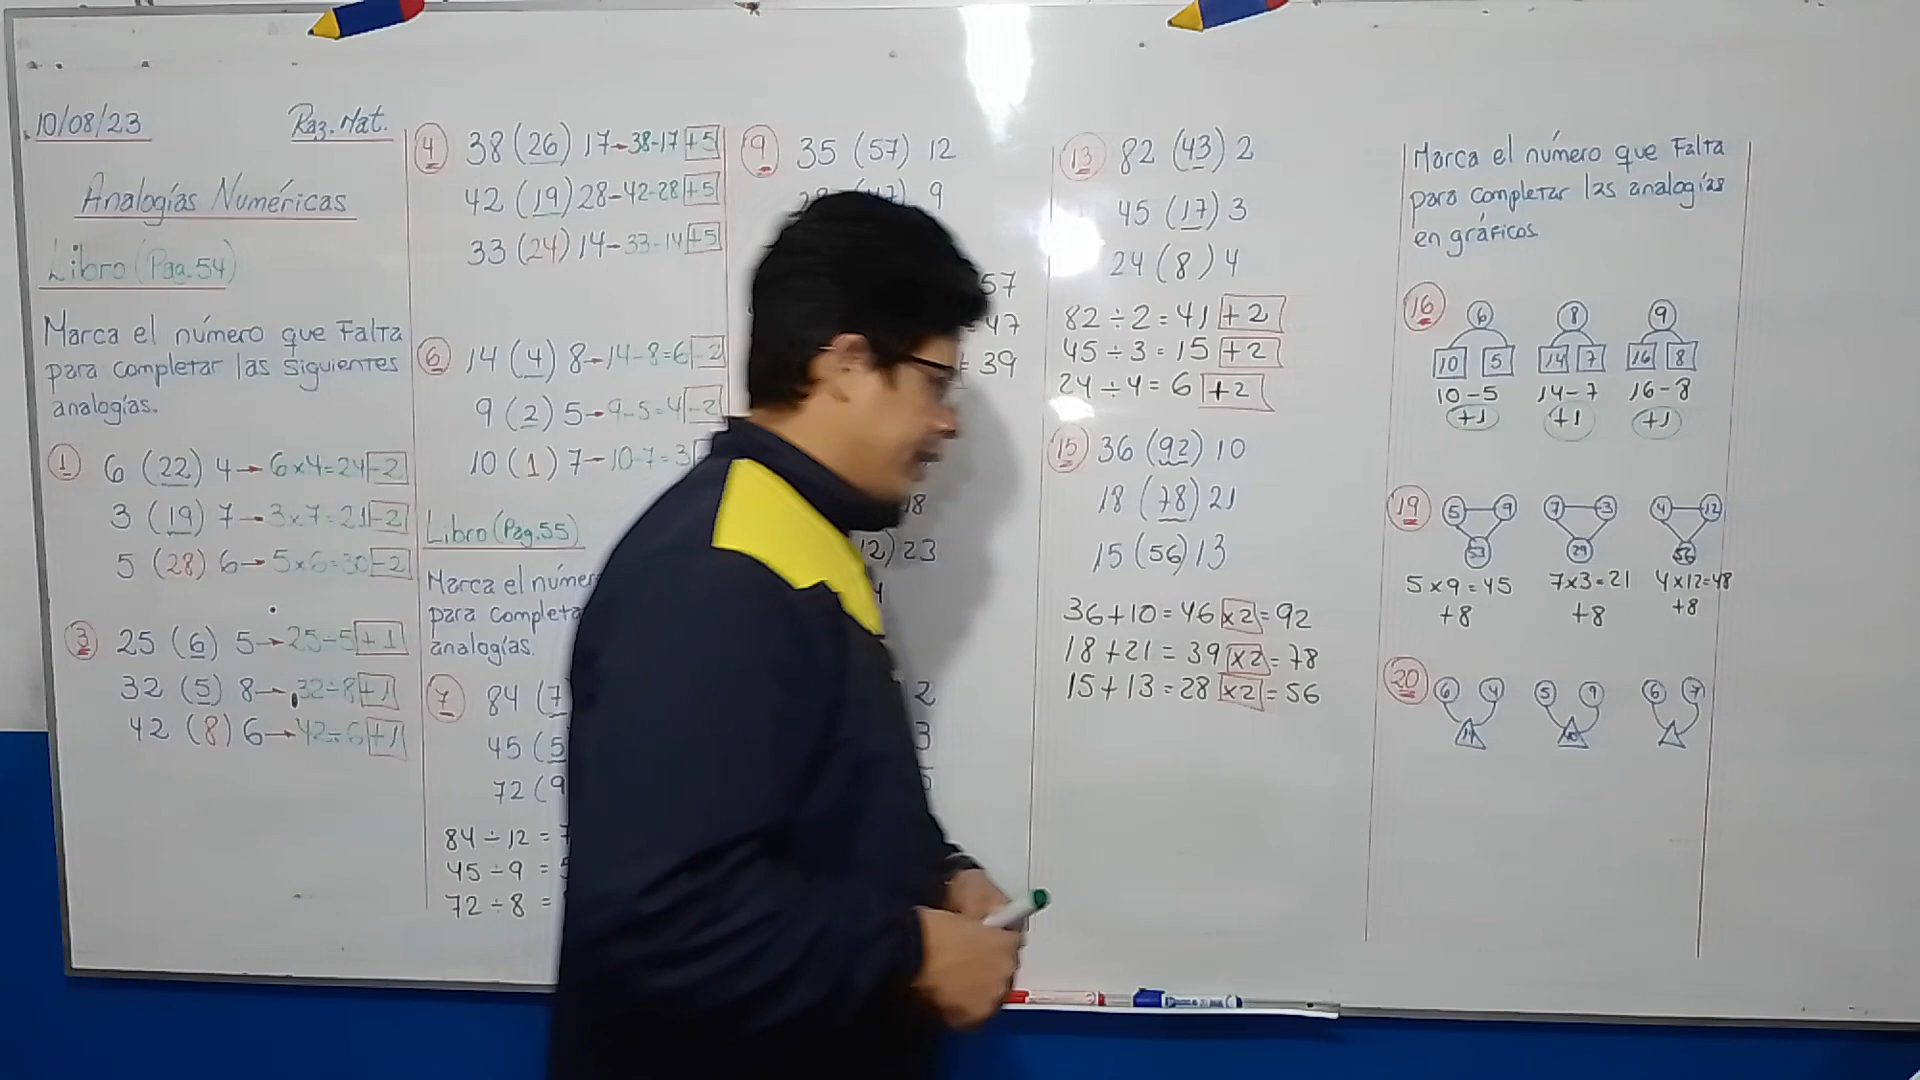 10/08/23 Raz. Mat.
Analogías Numéricas
Libro (Pág. 54)
Marca el número que Falta
para completar las siguientes
analogías.
1 6 (22) 4→6x4=24 -2
3 (19) 7→3x7=21 -2
5 (28) 6→5x6=30 -2
3 25 (6) 5→25÷5 +1
32 (5) 8→32÷8 +1
42 (8) 6→42÷6 +1
4 38 (26) 17→38-17 +5
42 (19) 28-42-28 +5
33 (24) 14-33-14 +5
6 14 (4) 8→14-8=6 -2
9 (2) 5→9-5=4 -2
10 (1) 7→10-7=3
Libro (Pág. 55)
Marca el númer
para completa
analogías.
7 84 (7
45 (5
72 (9
84 ÷ 12 = 7
45 ÷ 9 = 5
72 ÷ 8 =
9 35 (57) 12
9
57
47
= 39
18
12) 23
2
3
13 82 (43) 2
45 (17) 3
24 (8) 4
82 ÷ 2 = 41 +2
45 ÷ 3 = 15 +2
24 ÷ 4 = 6 +2
15 36 (92) 10
18 (78) 21
15 (56) 13
36+10=46 x2 = 92
18+21=39 x2 = 78
15+13=28 x2 = 56
Marca el número que Falta
para completar las analogías
en gráficos
16 6 8 9
10 5 14 7 16 8
10-5 14-7 16-8
+1 +1 +1
19 5 9 7 3 4 12
53 29 56
5x9=45 7x3=21 4x12=48
+8 +8 +8
20 6 4 5 9 6 7